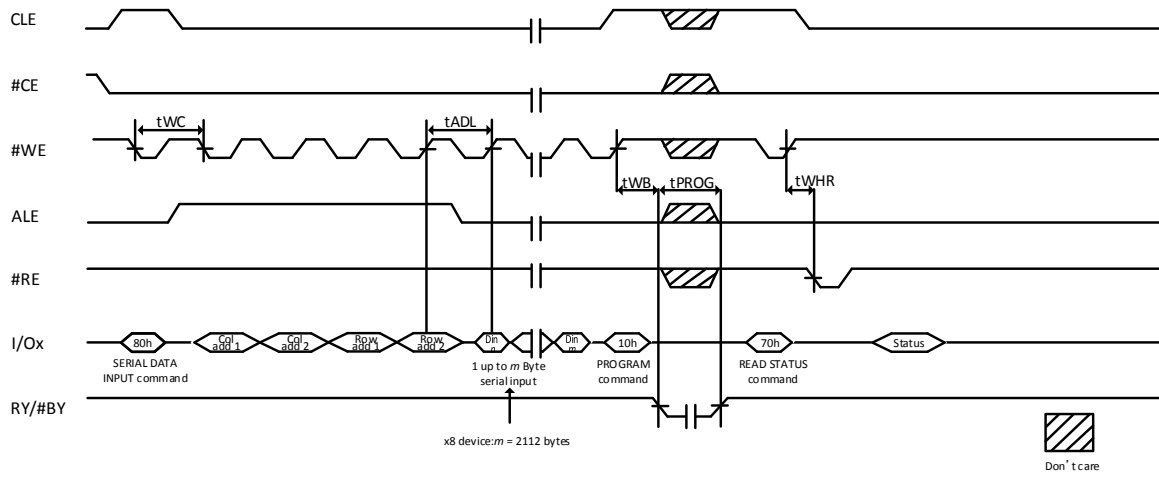 CLE
#CE
tWC
tADL
#WE
tWB
tPROG
tWHR
ALE
#RE
I/Ox
80h
Col
add 1
Col
add 2
Row
add 1
Row
add 2
Din
n
Din
m
10h
70h
Status
SERIAL DATA
INPUT command
1 up to m Byte
serial input
PROGRAM
command
READ STATUS
command
RY/#BY
x8 device:m = 2112 bytes
Don't care